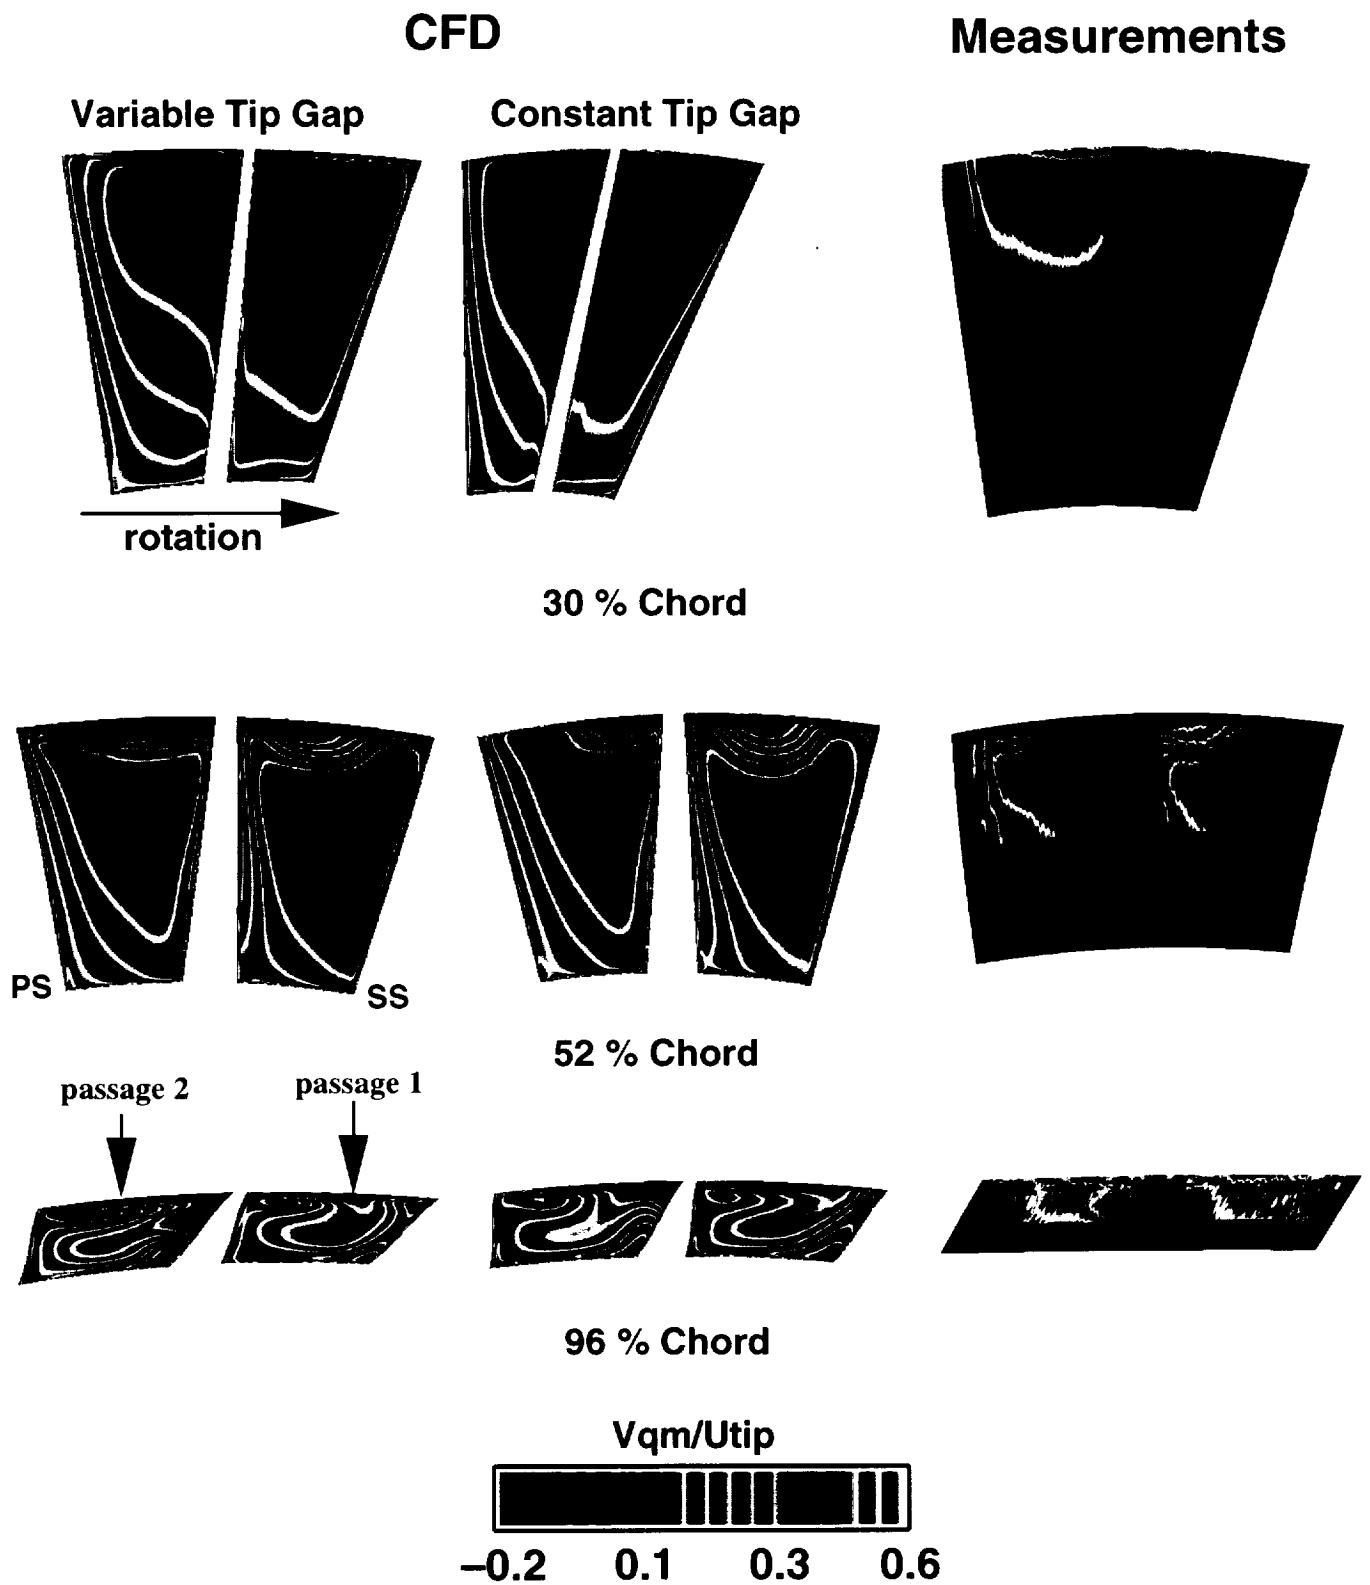 CFD
Measurements
Variable Tip Gap
Constant Tip Gap
rotation
30 % Chord
PS
SS
52 % Chord
passage 2
passage 1
96 % Chord
Vqm/Utip
−0.2 0.1 0.3 0.6